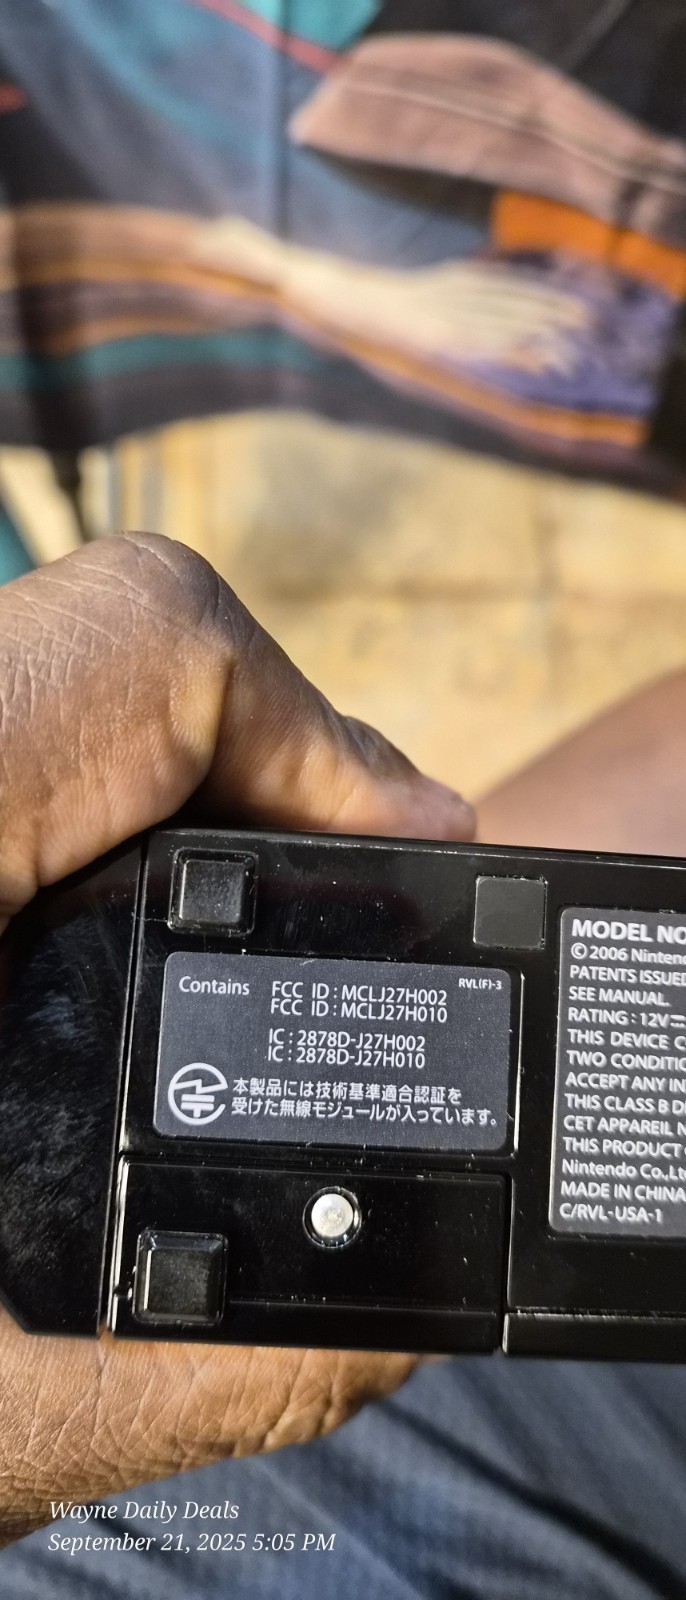 Contains FCC ID : MCLJ27H002 RVL(F)-3
FCC ID : MCLJ27H010
IC : 2878D-J27H002
IC : 2878D-J27H010
本製品には技術基準適合認証を
受けた無線モジュールが入っています。
MODEL NO
© 2006 Nintend
PATENTS ISSUED
SEE MANUAL.
RATING : 12V
THIS DEVICE C
TWO CONDITIO
ACCEPT ANY IN
THIS CLASS B DI
CET APPAREIL N
THIS PRODUCT
Nintendo Co.,Lt
MADE IN CHINA
C/RVL-USA-1
Wayne Daily Deals
September 21, 2025 5:05 PM